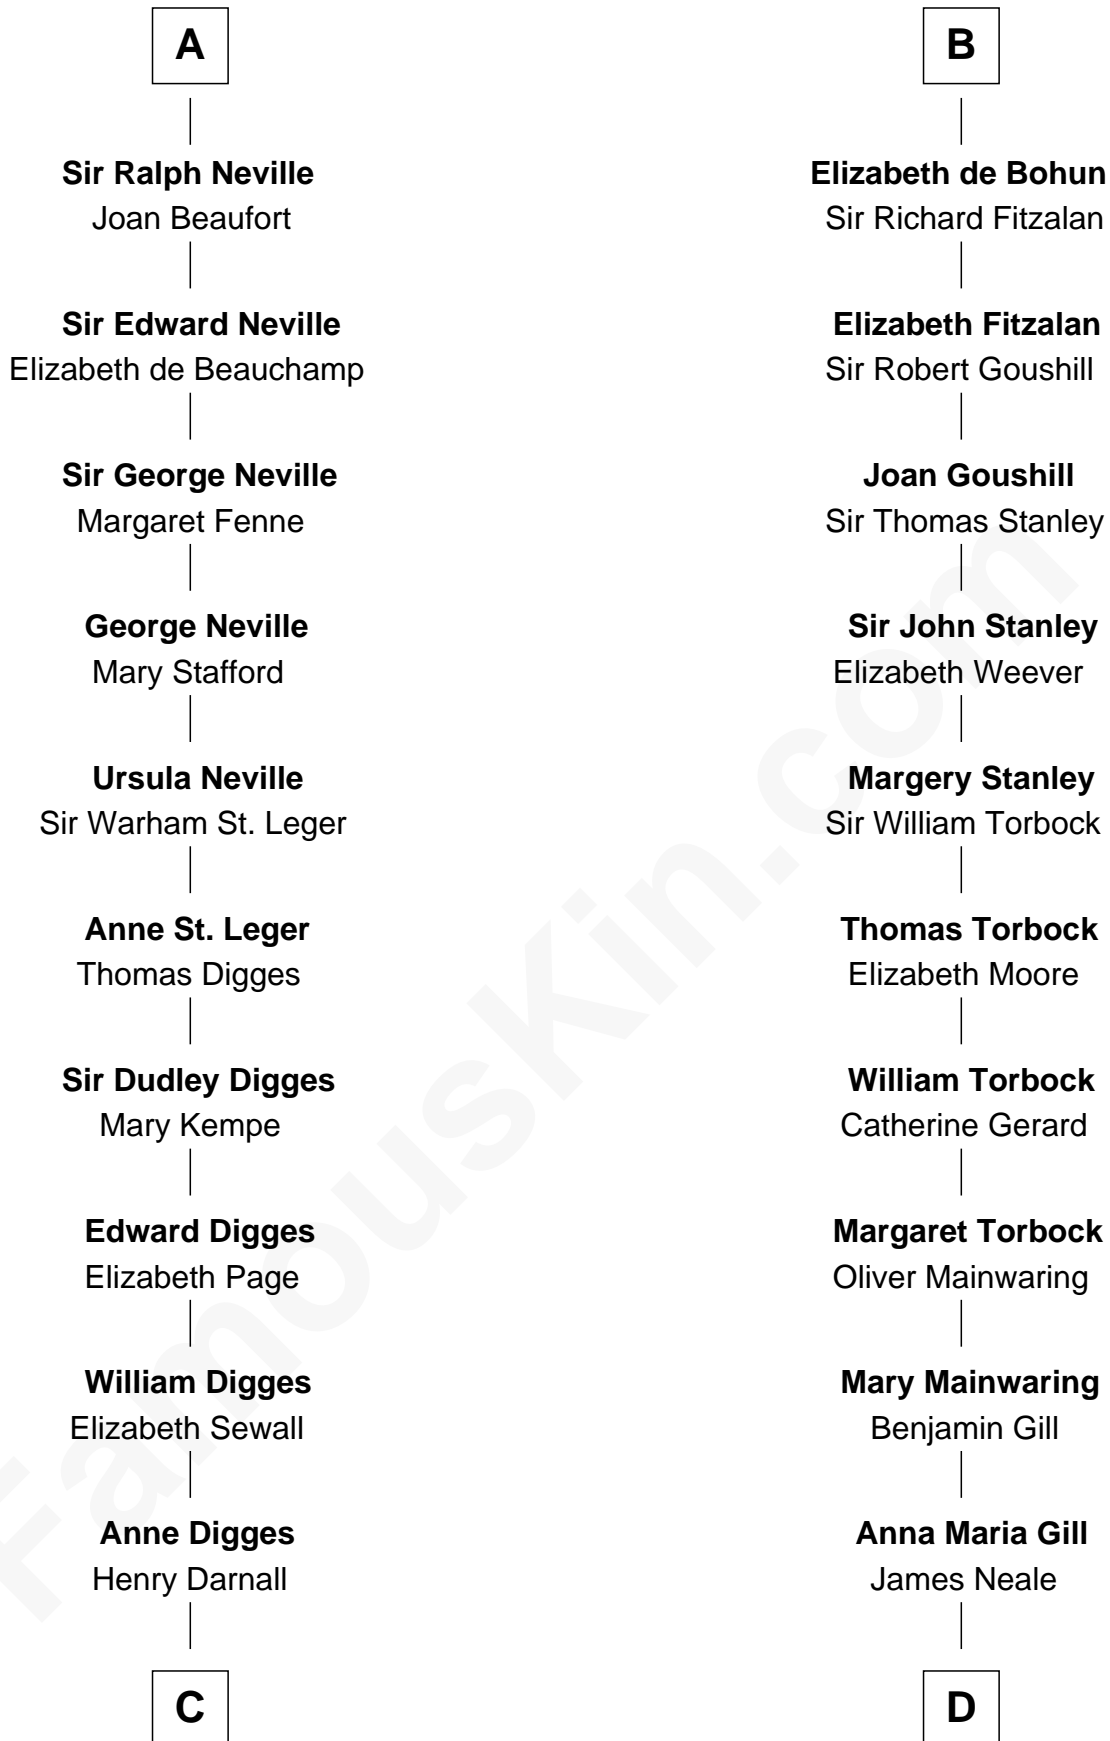 A
Sir Ralph Neville
Joan Beaufort
Sir Edward Neville
Elizabeth de Beauchamp
Sir George Neville
Margaret Fenne
George Neville
Mary Stafford
Ursula Neville
Sir Warham St. Leger
Anne St. Leger
Thomas Digges
Sir Dudley Digges
Mary Kempe
Edward Digges
Elizabeth Page
William Digges
Elizabeth Sewall
Anne Digges
Henry Darnall
C
B
Elizabeth de Bohun
Sir Richard Fitzalan
Elizabeth Fitzalan
Sir Robert Goushill
Joan Goushill
Sir Thomas Stanley
Sir John Stanley
Elizabeth Weever
Margery Stanley
Sir William Torbock
Thomas Torbock
Elizabeth Moore
William Torbock
Catherine Gerard
Margaret Torbock
Oliver Mainwaring
Mary Mainwaring
Benjamin Gill
Anna Maria Gill
James Neale
D
FamousKin.com